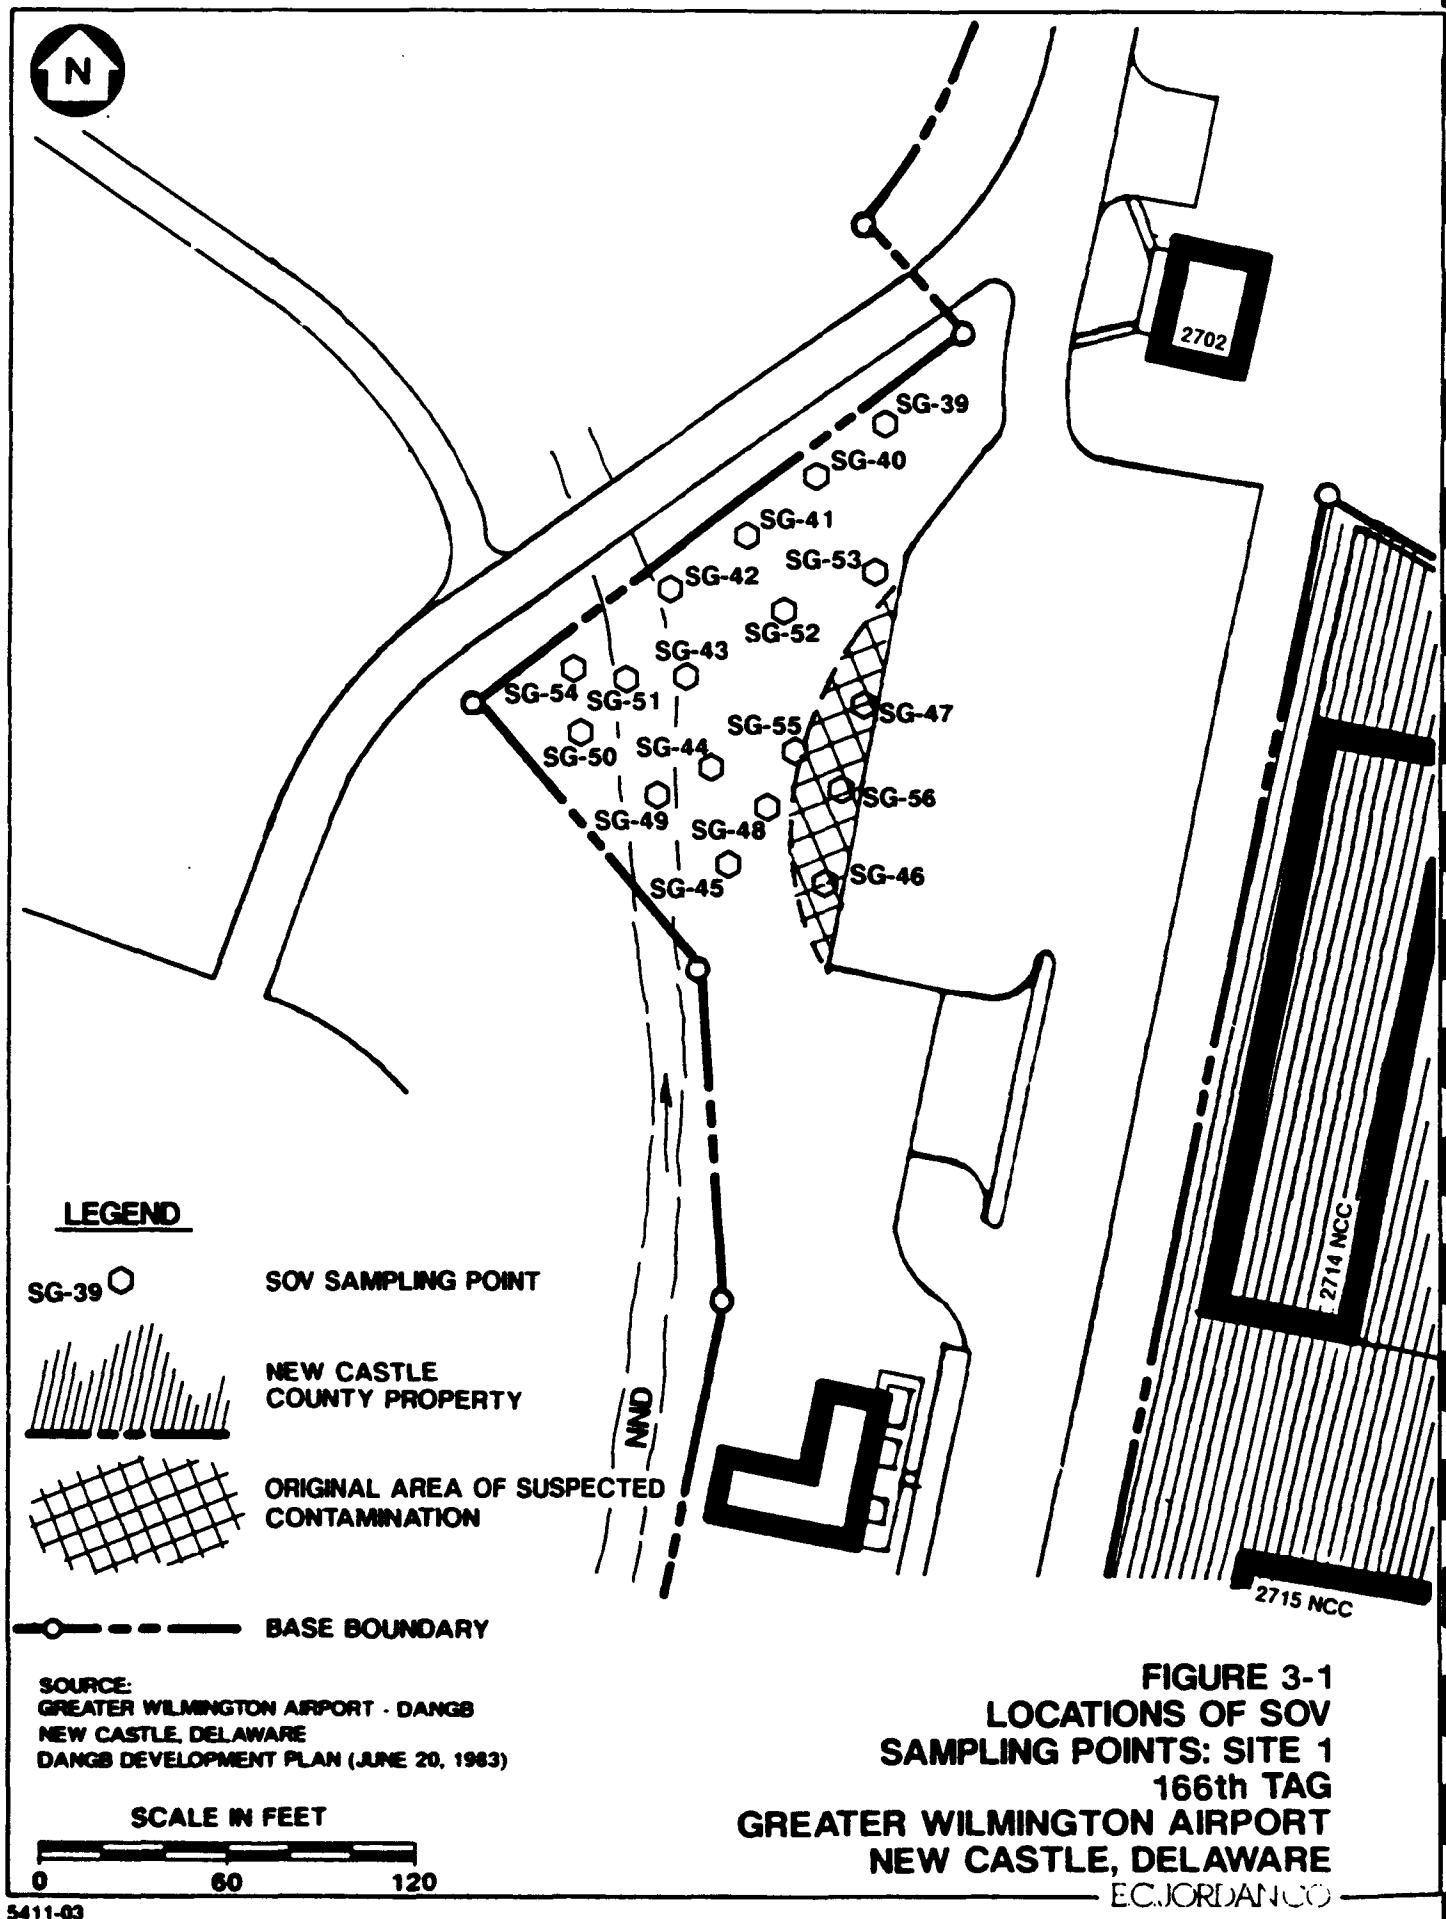 N
2702
SG-39
SG-40
SG-41
SG-53
SG-42
SG-52
SG-43
SG-54
SG-51
SG-47
SG-55
SG-50
SG-44
SG-56
SG-49
SG-48
SG-45
SG-46
2714 NCC
NND
2715 NCC
LEGEND
SG-39
SOV SAMPLING POINT
NEW CASTLE
COUNTY PROPERTY
ORIGINAL AREA OF SUSPECTED
CONTAMINATION
BASE BOUNDARY
SOURCE:
GREATER WILMINGTON AIRPORT - DANGB
NEW CASTLE, DELAWARE
DANGB DEVELOPMENT PLAN (JUNE 20, 1983)
SCALE IN FEET
0 60 120
5411-03
FIGURE 3-1
LOCATIONS OF SOV
SAMPLING POINTS: SITE 1
166th TAG
GREATER WILMINGTON AIRPORT
NEW CASTLE, DELAWARE
E.C.JORDAN CO